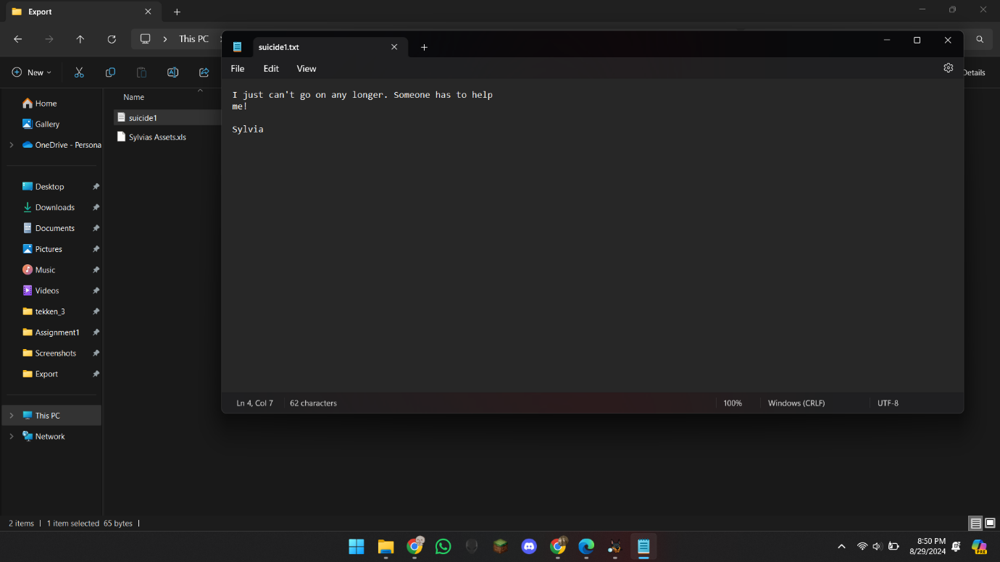 Export
This PC
suicide1.txt
New
File Edit View
Details
Home
Gallery
OneDrive - Persona
Desktop
Downloads
Documents
Pictures
Music
Videos
tekken_3
Assignment1
Screenshots
Export
This PC
Network
Name
suicide1
Sylvias Assets.xls
I just can't go on any longer. Someone has to help
me!
Sylvia
Ln 4, Col 7 62 characters 100% Windows (CRLF) UTF-8
2 items 1 item selected 65 bytes
8:50 PM
8/29/2024
PRE